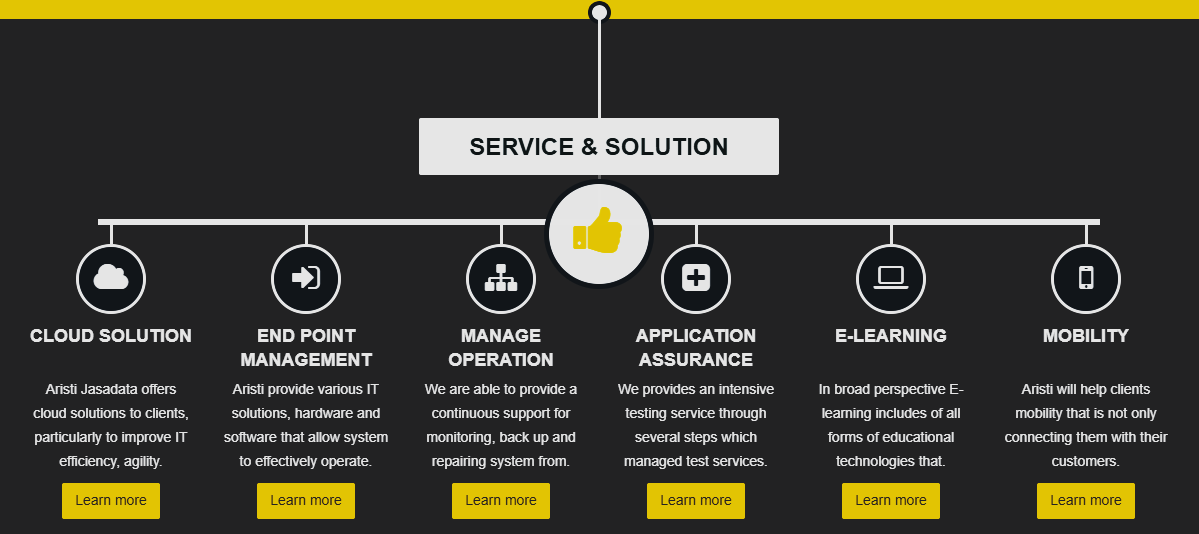 SERVICE & SOLUTION
CLOUD SOLUTION
Aristi Jasadata offers
cloud solutions to clients,
particularly to improve IT
efficiency, agility.
Learn more
END POINT
MANAGEMENT
Aristi provide various IT
solutions, hardware and
software that allow system
to effectively operate.
Learn more
MANAGE
OPERATION
We are able to provide a
continuous support for
monitoring, back up and
repairing system from.
Learn more
APPLICATION
ASSURANCE
We provides an intensive
testing service through
several steps which
managed test services.
Learn more
E-LEARNING
In broad perspective E-
learning includes of all
forms of educational
technologies that.
Learn more
MOBILITY
Aristi will help clients
mobility that is not only
connecting them with their
customers.
Learn more